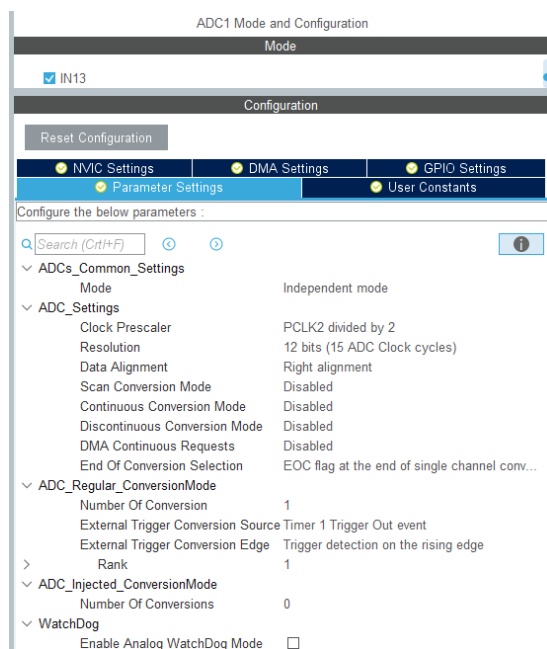 ADC1 Mode and Configuration
Mode
IN13
Configuration
Reset Configuration
NVIC Settings DMA Settings GPIO Settings
Parameter Settings User Constants
Configure the below parameters :
Search (Crtl+F)
ADCs_Common_Settings
Mode Independent mode
ADC_Settings
Clock Prescaler PCLK2 divided by 2
Resolution 12 bits (15 ADC Clock cycles)
Data Alignment Right alignment
Scan Conversion Mode Disabled
Continuous Conversion Mode Disabled
Discontinuous Conversion Mode Disabled
DMA Continuous Requests Disabled
End Of Conversion Selection EOC flag at the end of single channel conv...
ADC_Regular_ConversionMode
Number Of Conversion 1
External Trigger Conversion Source Timer 1 Trigger Out event
External Trigger Conversion Edge Trigger detection on the rising edge
Rank 1
ADC_Injected_ConversionMode
Number Of Conversions 0
WatchDog
Enable Analog WatchDog Mode